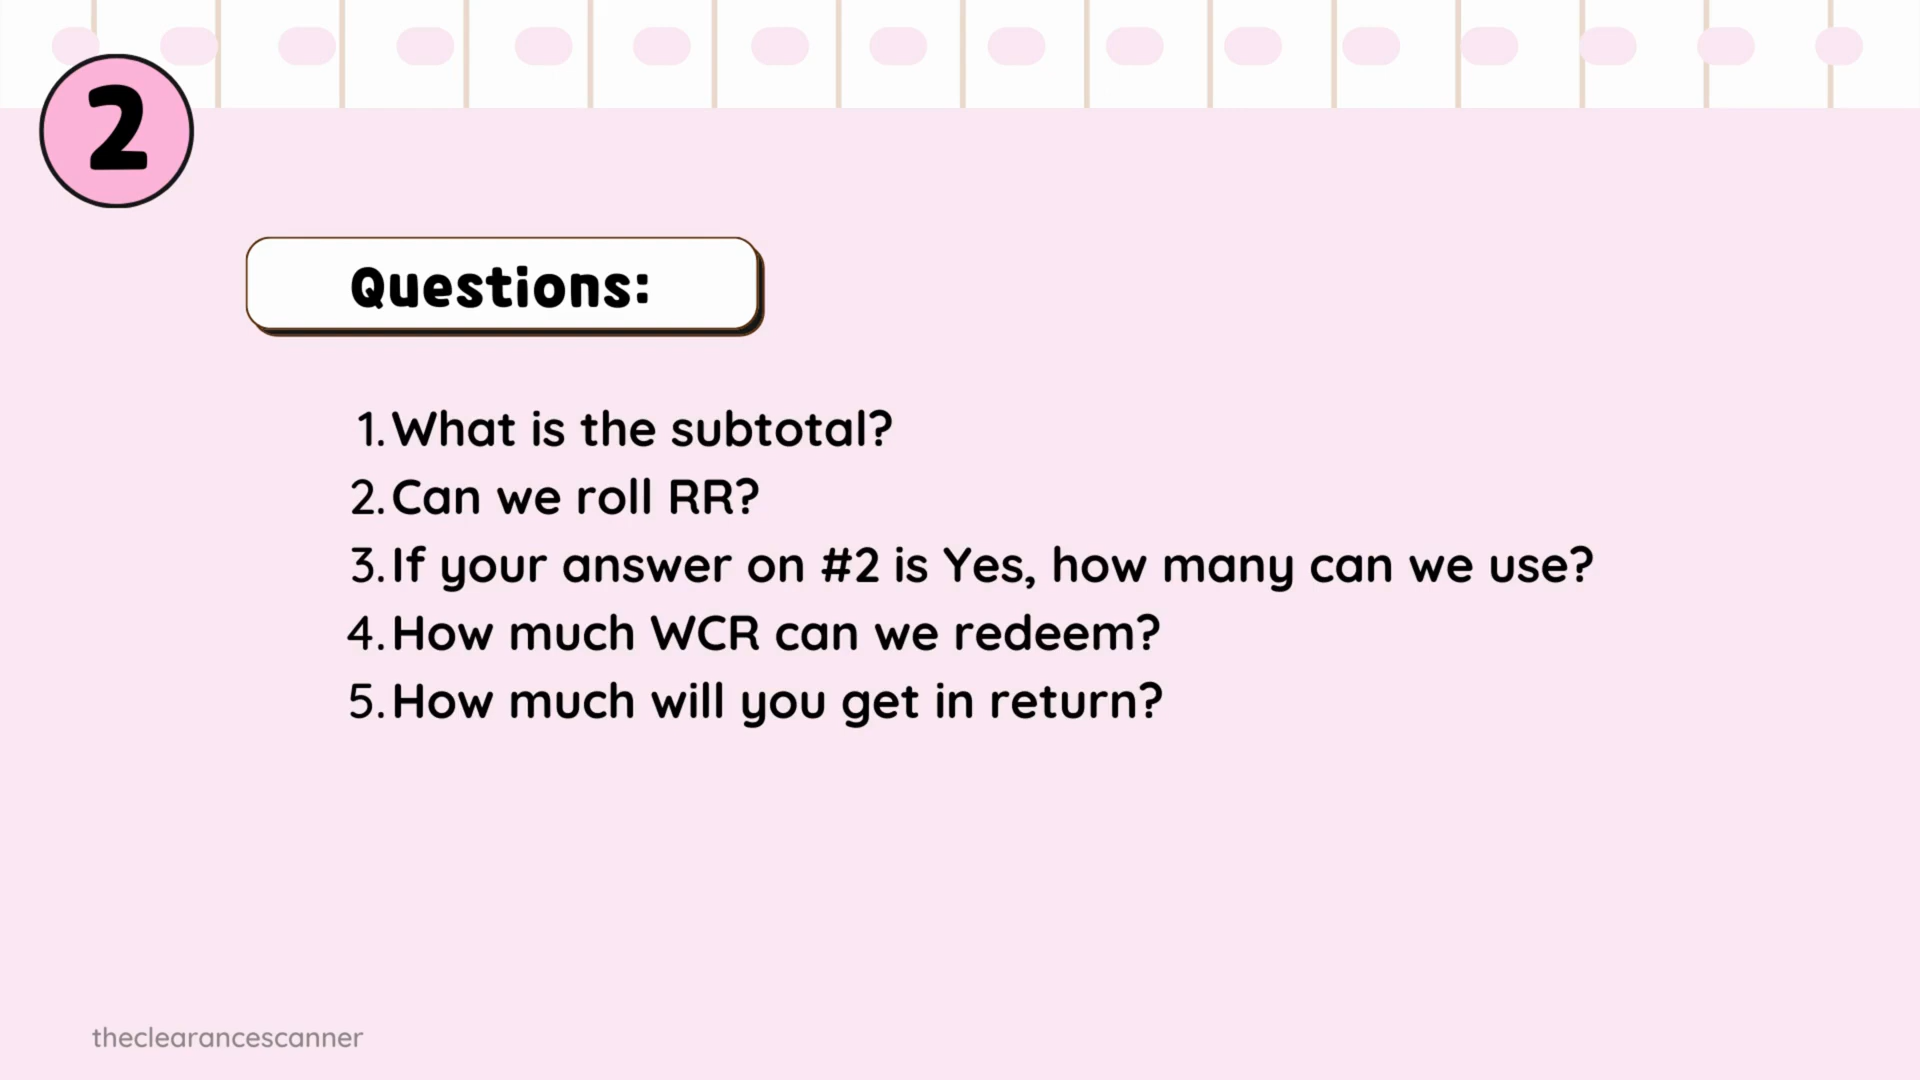 2
Questions:
1. What is the subtotal?
2. Can we roll RR?
3. If your answer on #2 is Yes, how many can we use?
4. How much WCR can we redeem?
5. How much will you get in return?
theclearancescanner